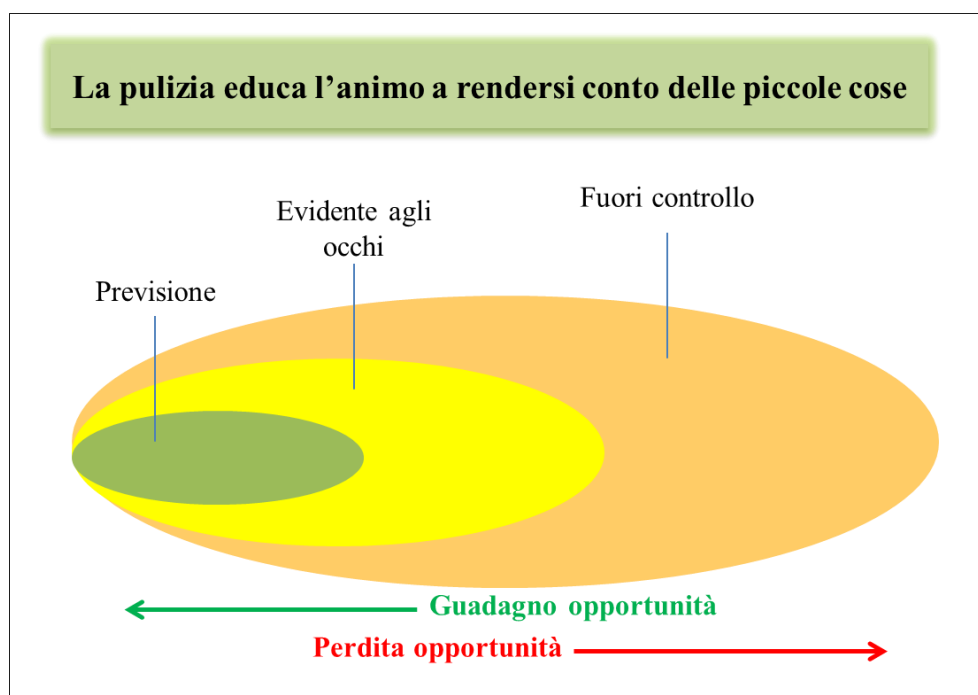 La pulizia educa l’animo a rendersi conto delle piccole cose
Evidente agli
occhi
Fuori controllo
Previsione
Guadagno opportunità
Perdita opportunità